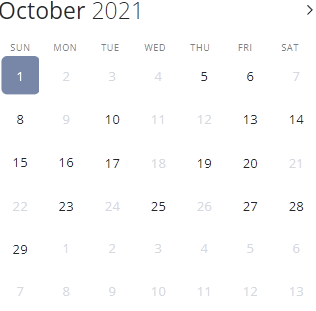 October 2021
SUN MON TUE WED THU FRI SAT
1 2 3 4 5 6 7
8 9 10 11 12 13 14
15 16 17 18 19 20 21
22 23 24 25 26 27 28
29 1 2 3 4 5 6
7 8 9 10 11 12 13